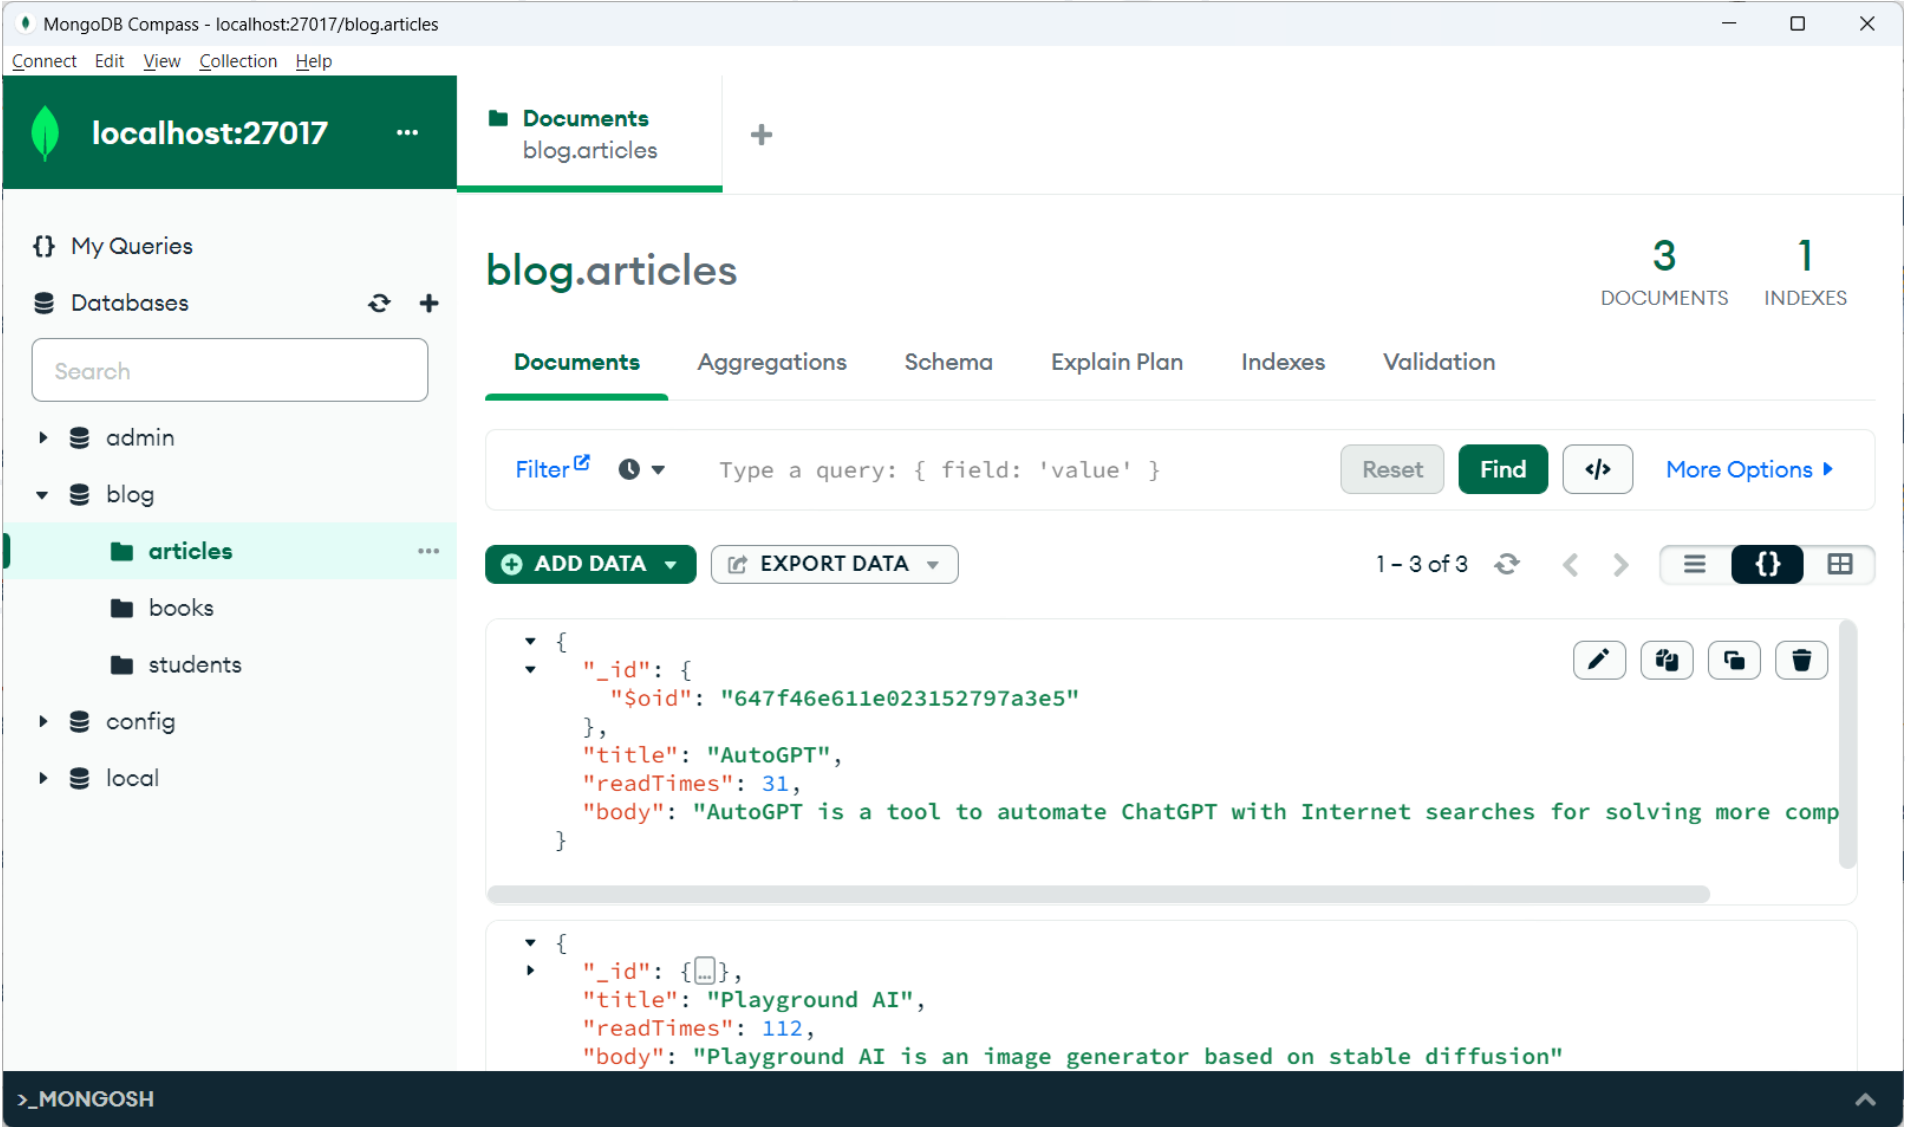 MongoDB Compass - localhost:27017/blog.articles
Connect Edit View Collection Help
localhost:27017 ...
Documents
blog.articles
+
{} My Queries
Databases
Search
admin
blog
articles
books
students
config
local
blog.articles
3
DOCUMENTS
1
INDEXES
Documents Aggregations Schema Explain Plan Indexes Validation
Filter Type a query: { field: 'value' } Reset Find </> More Options
ADD DATA EXPORT DATA 1 – 3 of 3 {}
{
"_id": {
"$oid": "647f46e611e023152797a3e5"
},
"title": "AutoGPT",
"readTimes": 31,
"body": "AutoGPT is a tool to automate ChatGPT with Internet searches for solving more comp
}
{
"_id": {…},
"title": "Playground AI",
"readTimes": 112,
"body": "Playground AI is an image generator based on stable diffusion"
>_MONGOSH